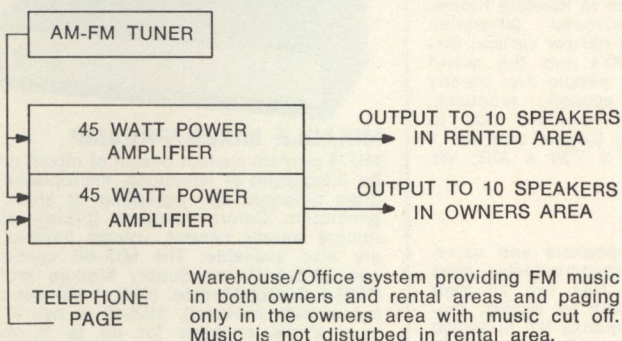 AM-FM TUNER
45 WATT POWER
AMPLIFIER
OUTPUT TO 10 SPEAKERS
IN RENTED AREA
45 WATT POWER
AMPLIFIER
OUTPUT TO 10 SPEAKERS
IN OWNERS AREA
TELEPHONE
PAGE
Warehouse/Office system providing FM music
in both owners and rental areas and paging
only in the owners area with music cut off.
Music is not disturbed in rental area.